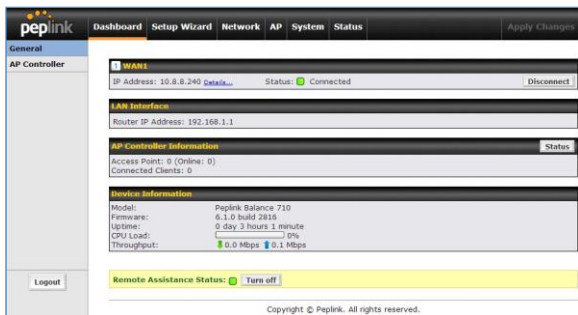 peplink
Dashboard Setup Wizard Network AP System Status Apply Changes
General
AP Controller
1 WAN1
IP Address: 10.8.8.240 Details... Status: Connected Disconnect
LAN Interface
Router IP Address: 192.168.1.1
AP Controller Information Status
Access Point: 0 (Online: 0)
Connected Clients: 0
Device Information
Model: Peplink Balance 710
Firmware: 6.1.0 build 2816
Uptime: 0 day 3 hours 1 minute
CPU Load: 0%
Throughput: 0.0 Mbps 0.1 Mbps
Logout
Remote Assistance Status: Turn off
Copyright © Peplink. All rights reserved.